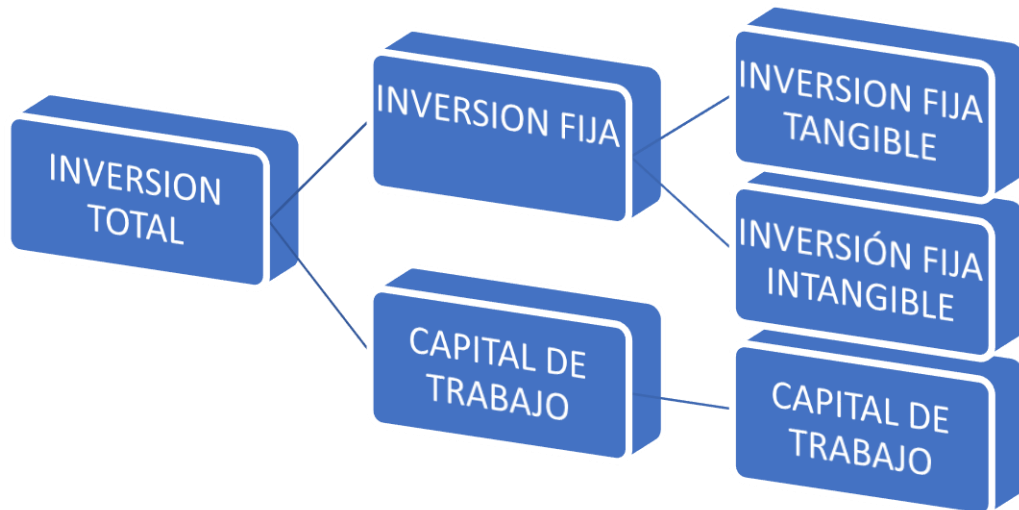 INVERSION
TOTAL
INVERSION FIJA
CAPITAL DE
TRABAJO
INVERSION FIJA
TANGIBLE
INVERSIÓN FIJA
INTANGIBLE
CAPITAL DE
TRABAJO